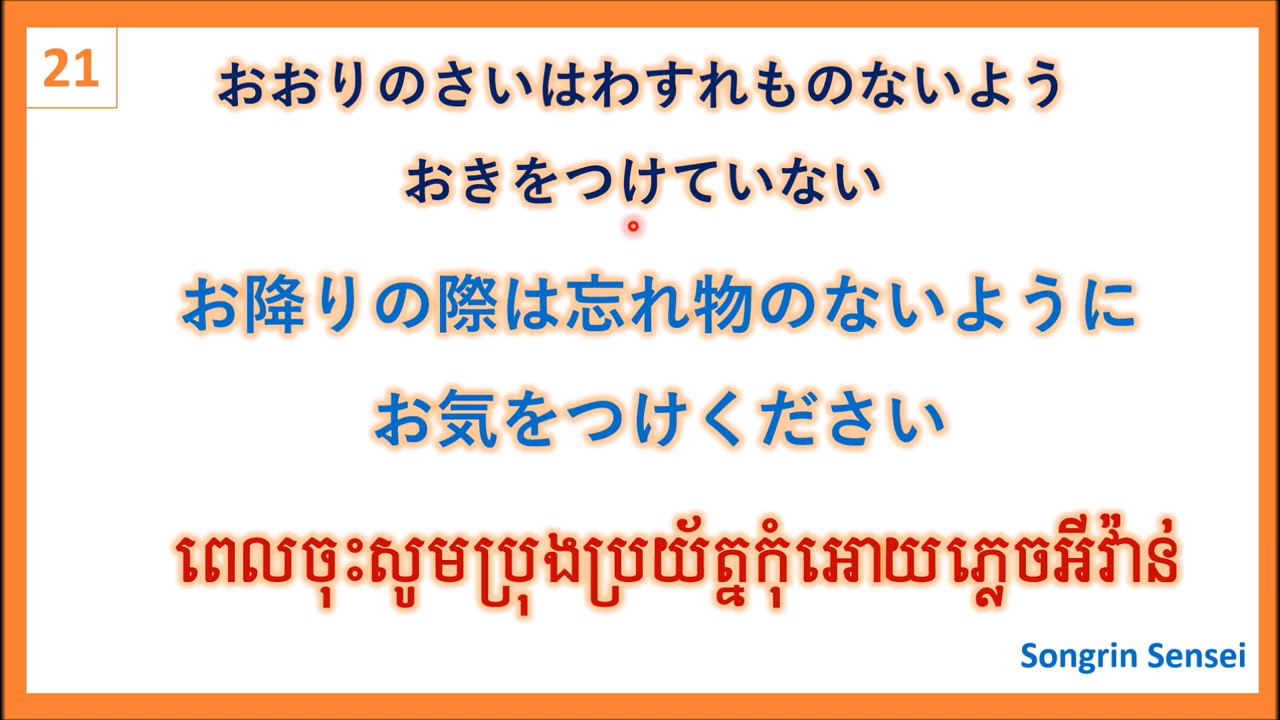 21
おおりのさいはわすれものないよう
おきをつけていない
お降りの際は忘れ物のないように
お気をつけください
ពេលចុះសូមប្រុងប្រយ័ត្នកុំអោយភ្លេចអីវ៉ាន់
Songrin Sensei